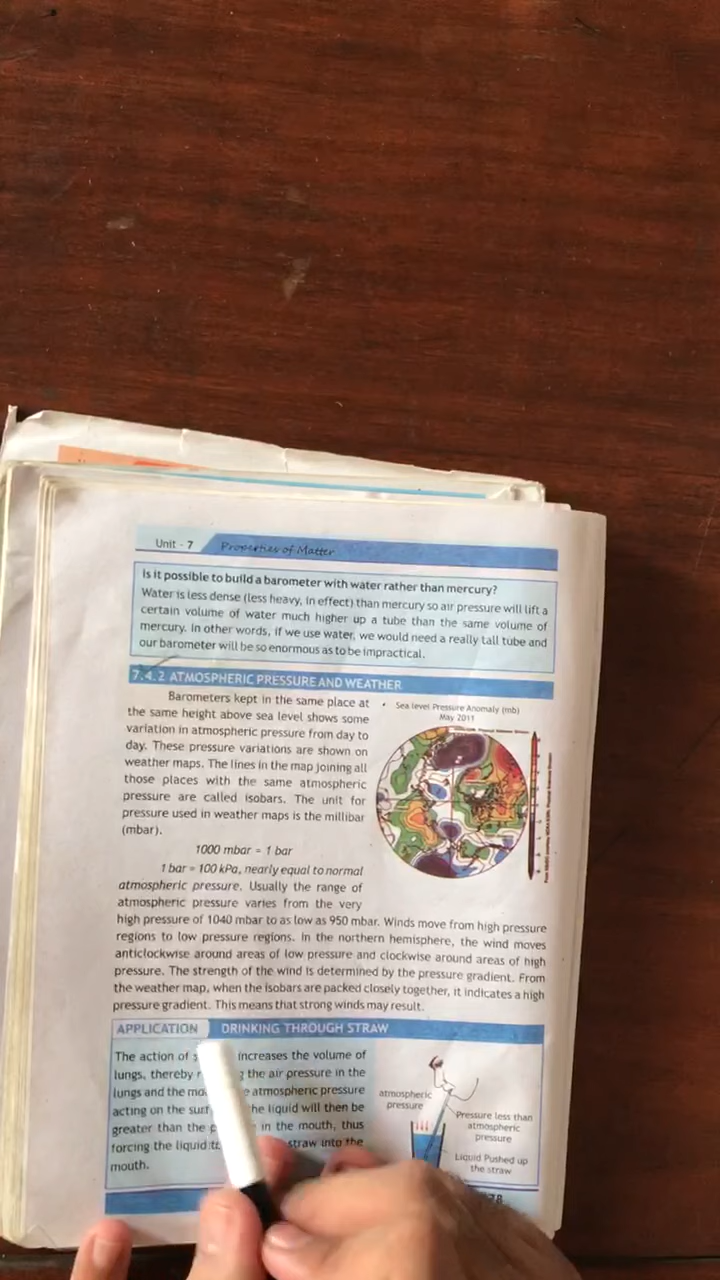 Unit - 7 Properties of Matter
Is it possible to build a barometer with water rather than mercury?
Water is less dense (less heavy, in effect) than mercury so air pressure will lift a
certain volume of water much higher up a tube than the same volume of
mercury. In other words, if we use water, we would need a really tall tube and
our barometer will be so enormous as to be impractical.
7.4.2 ATMOSPHERIC PRESSURE AND WEATHER
Barometers kept in the same place at
the same height above sea level shows some
variation in atmospheric pressure from day to
day. These pressure variations are shown on
weather maps. The lines in the map joining all
those places with the same atmospheric
pressure are called isobars. The unit for
pressure used in weather maps is the millibar
(mbar).
Sea level Pressure Anomaly (mb)
May 2011
1000 mbar = 1 bar
1 bar = 100 kPa, nearly equal to normal
atmospheric pressure. Usually the range of
atmospheric pressure varies from the very
high pressure of 1040 mbar to as low as 950 mbar. Winds move from high pressure
regions to low pressure regions. In the northern hemisphere, the wind moves
anticlockwise around areas of low pressure and clockwise around areas of high
pressure. The strength of the wind is determined by the pressure gradient. From
the weather map, when the isobars are packed closely together, it indicates a high
pressure gradient. This means that strong winds may result.
APPLICATION DRINKING THROUGH STRAW
The action of increases the volume of
lungs, thereby the air pressure in the
lungs and the atmospheric pressure
acting on the the liquid will then be
greater than the in the mouth, thus
forcing the liquid straw into the
mouth.
atmospheric
pressure
Pressure less than
atmospheric
pressure
Liquid Pushed up
the straw
78